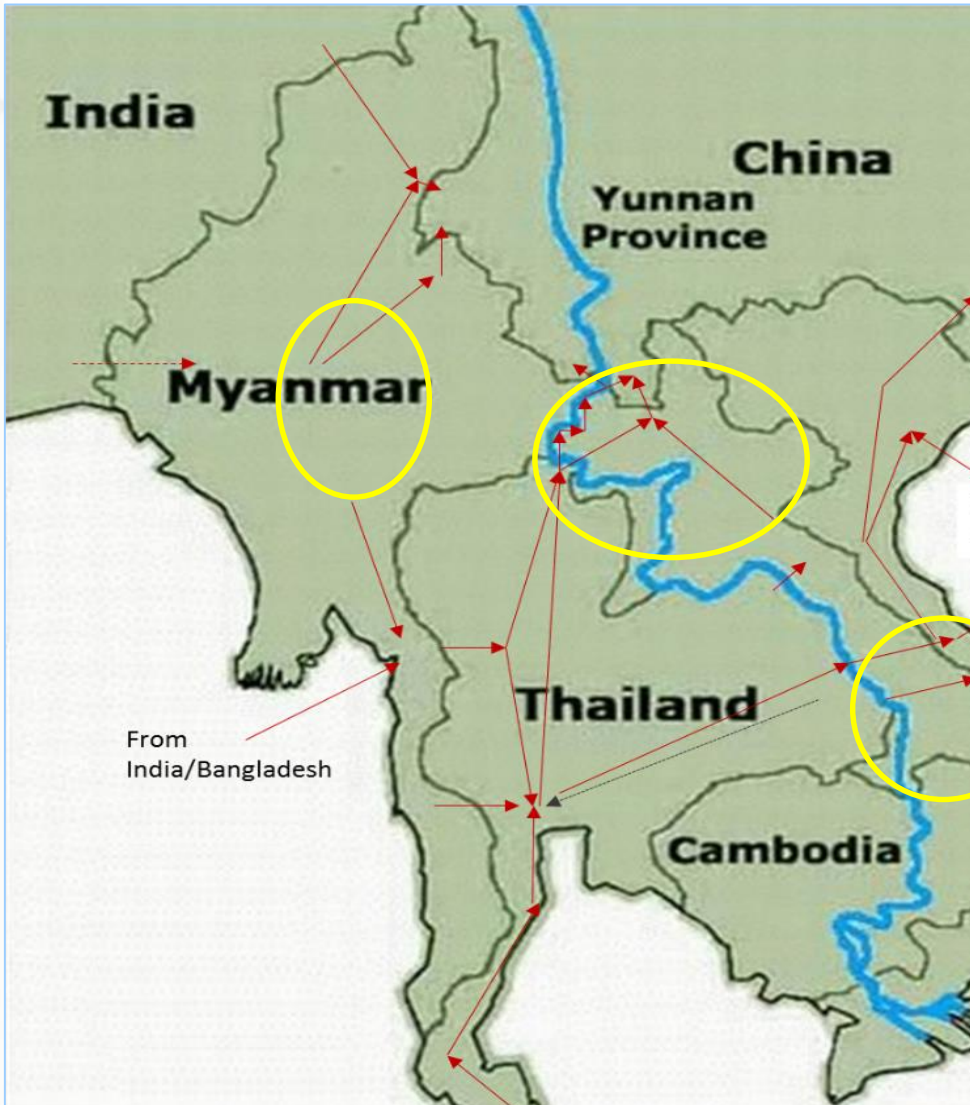 India
China
Yunnan
Province
Myanmar
From
India/Bangladesh
Thailand
Cambodia